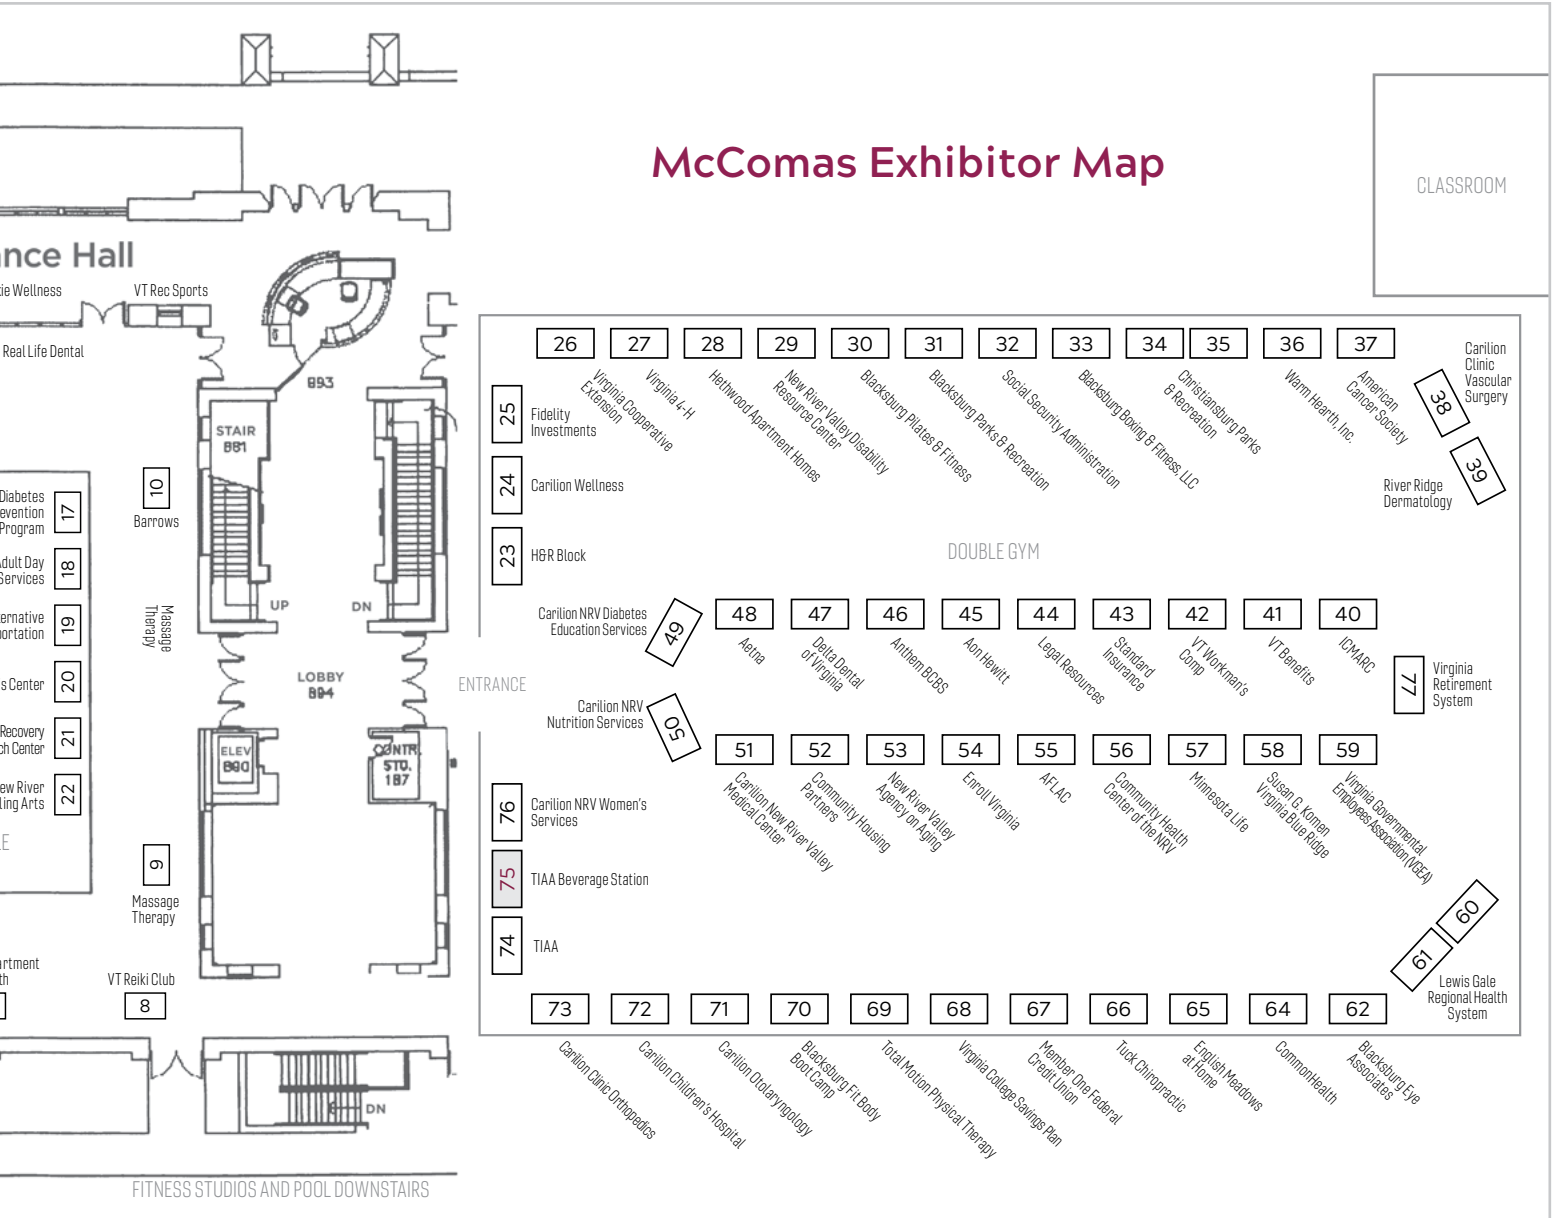 McComas Exhibitor Map
CLASSROOM
ance Hall
kie Wellness
VT Rec Sports
Real Life Dental
893
STAIR
881
UP
DN
LOBBY
894
ELEV
880
CONTR.
STO.
187
DN
10
Barrows
Massage
Therapy
9
Massage
Therapy
VT Reiki Club
8
Diabetes
evention
Program
17
Adult Day
Services
18
ternative
portation
19
s Center
20
Recovery
ch Center
21
ew River
ling Arts
22
LE
artment
th
FITNESS STUDIOS AND POOL DOWNSTAIRS
ENTRANCE
DOUBLE GYM
26
Virginia Cooperative
Extension
27
Virginia 4-H
28
Hethwood Apartment Homes
29
New River Valley Disability
Resource Center
30
Blacksburg Pilates & Fitness
31
Blacksburg Parks & Recreation
32
Social Security Administration
33
Blacksburg Boxing & Fitness, LLC
34
35
Christiansburg Parks
& Recreation
36
Warm Hearth, Inc.
37
American
Cancer Society
38
Carilion
Clinic
Vascular
Surgery
39
River Ridge
Dermatology
25
Fidelity
Investments
24
Carilion Wellness
23
H&R Block
Carilion NRV Diabetes
Education Services
49
48
Aetna
47
Delta Dental
of Virginia
46
Anthem BCBS
45
Aon Hewitt
44
Legal Resources
43
Standard
Insurance
42
VT Workman's
Comp
41
VT Benefits
40
ICMARC
77
Virginia
Retirement
System
Carilion NRV
Nutrition Services
50
51
Carilion New River Valley
Medical Center
52
Community Housing
Partners
53
New River Valley
Agency on Aging
54
Enroll Virginia
55
AFLAC
56
Community Health
Center of the NRV
57
Minnesota Life
58
Susan G. Komen
Virginia Blue Ridge
59
Virginia Governmental
Employees Association (VGEA)
76
Carilion NRV Women's
Services
75
TIAA Beverage Station
74
TIAA
60
61
Lewis Gale
Regional Health
System
73
Carilion Clinic Orthopedics
72
Carilion Children's Hospital
71
Carilion Otolaryngology
70
Blacksburg Fit Body
Boot Camp
69
Total Motion Physical Therapy
68
Virginia College Savings Plan
67
Member One Federal
Credit Union
66
Tuck Chiropractic
65
English Meadows
at Home
64
CommonHealth
62
Blacksburg Eye
Associates